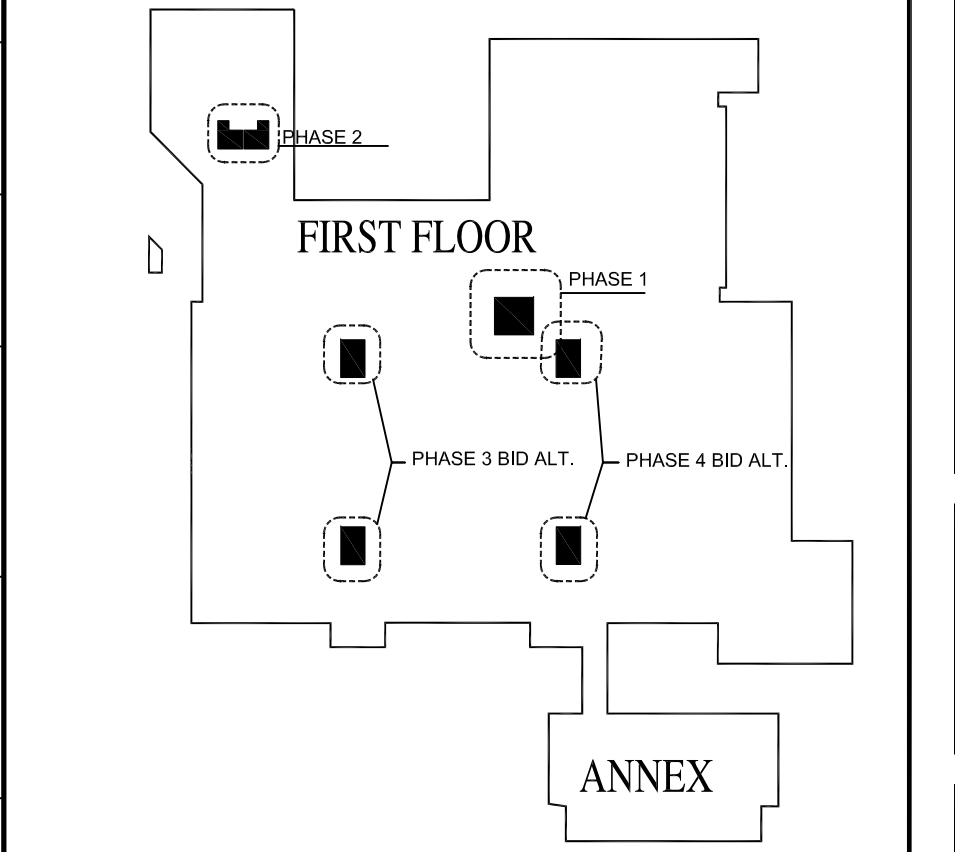 PHASE 2
FIRST FLOOR
PHASE 1
PHASE 3 BID ALT.
PHASE 4 BID ALT.
ANNEX